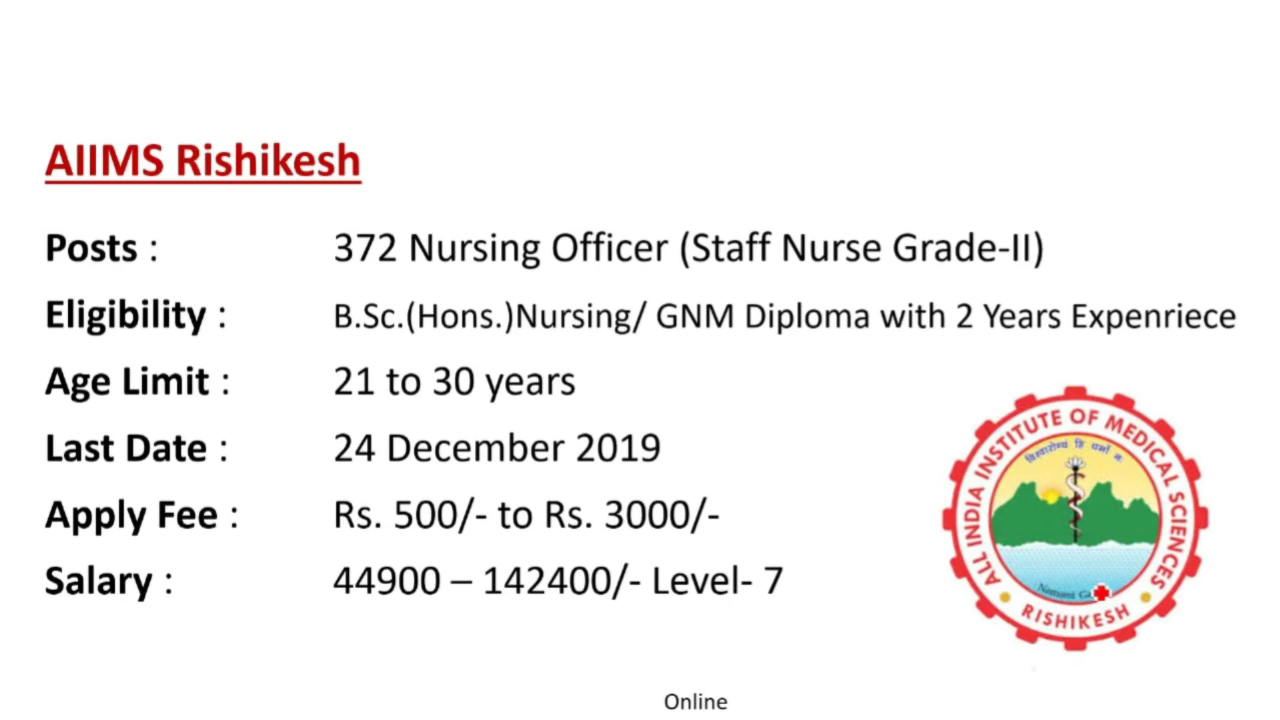 AIIMS Rishikesh
Posts : 372 Nursing Officer (Staff Nurse Grade-II)
Eligibility : B.Sc.(Hons.)Nursing/ GNM Diploma with 2 Years Expenriece
Age Limit : 21 to 30 years
Last Date : 24 December 2019
Apply Fee : Rs. 500/- to Rs. 3000/-
Salary : 44900 – 142400/- Level- 7
ALL INDIA INSTITUTE OF MEDICAL SCIENCES
RISHIKESH
Online